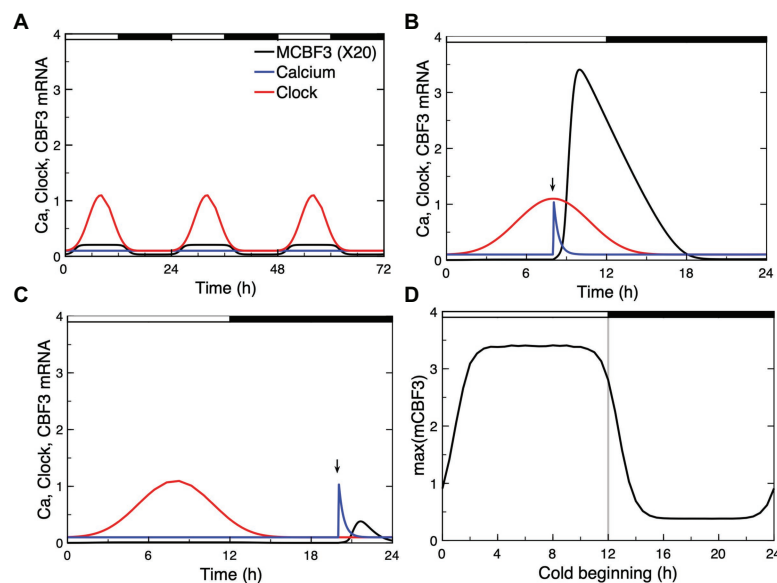 A
Ca, Clock, CBF3 mRNA
4
3
2
1
0
MCBF3 (X20)
Calcium
Clock
0 24 48 72
Time (h)
B
Ca, Clock, CBF3 mRNA
4
3
2
1
0
0 6 12 18 24
Time (h)
C
Ca, Clock, CBF3 mRNA
4
3
2
1
0
0 6 12 18 24
Time (h)
D
max(mCBF3)
4
3
2
1
0
0 4 8 12 16 20 24
Cold beginning (h)